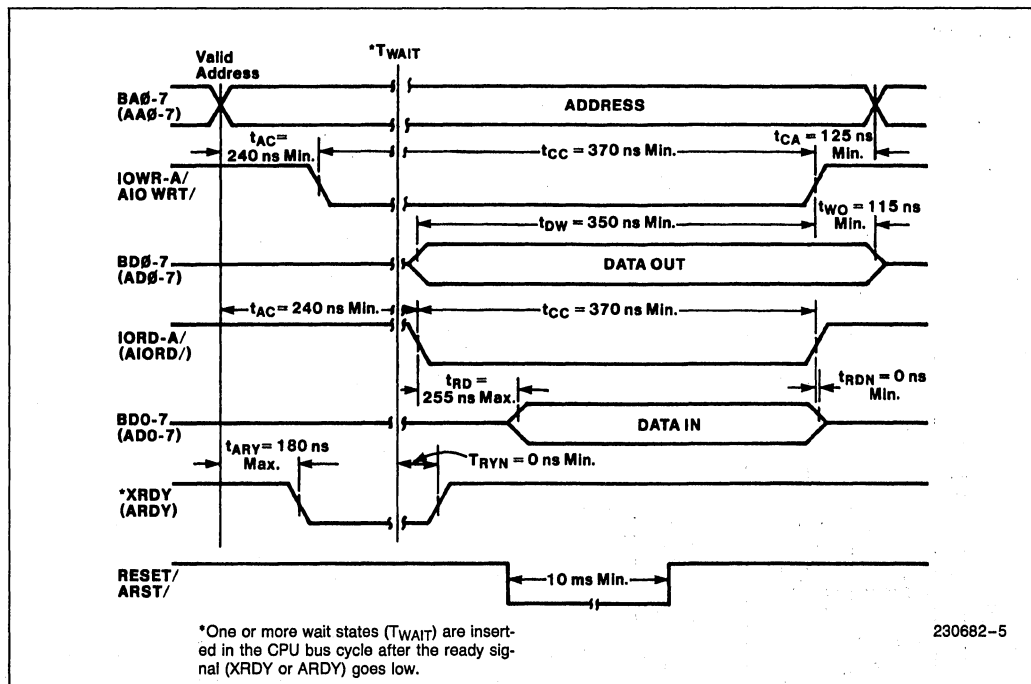 *TWAIT
Valid
Address
BAØ-7
(AAØ-7)
ADDRESS
tAC=
240 ns Min.
tCC = 370 ns Min.
tCA = 125 ns
Min.
IOWR-A/
AIO WRT/
tDW = 350 ns Min.
tWO = 115 ns
Min.
BDØ-7
(ADØ-7)
DATA OUT
tAC = 240 ns Min.
tCC = 370 ns Min.
IORD-A/
(AIORD/)
tRD =
255 ns Max.
tRDN = 0 ns
Min.
BD0-7
(AD0-7)
DATA IN
tARY = 180 ns
Max.
TRYN = 0 ns Min.
*XRDY
(ARDY)
RESET/
ARST/
10 ms Min.
*One or more wait states (TWAIT) are insert-
ed in the CPU bus cycle after the ready sig-
nal (XRDY or ARDY) goes low.
230682-5